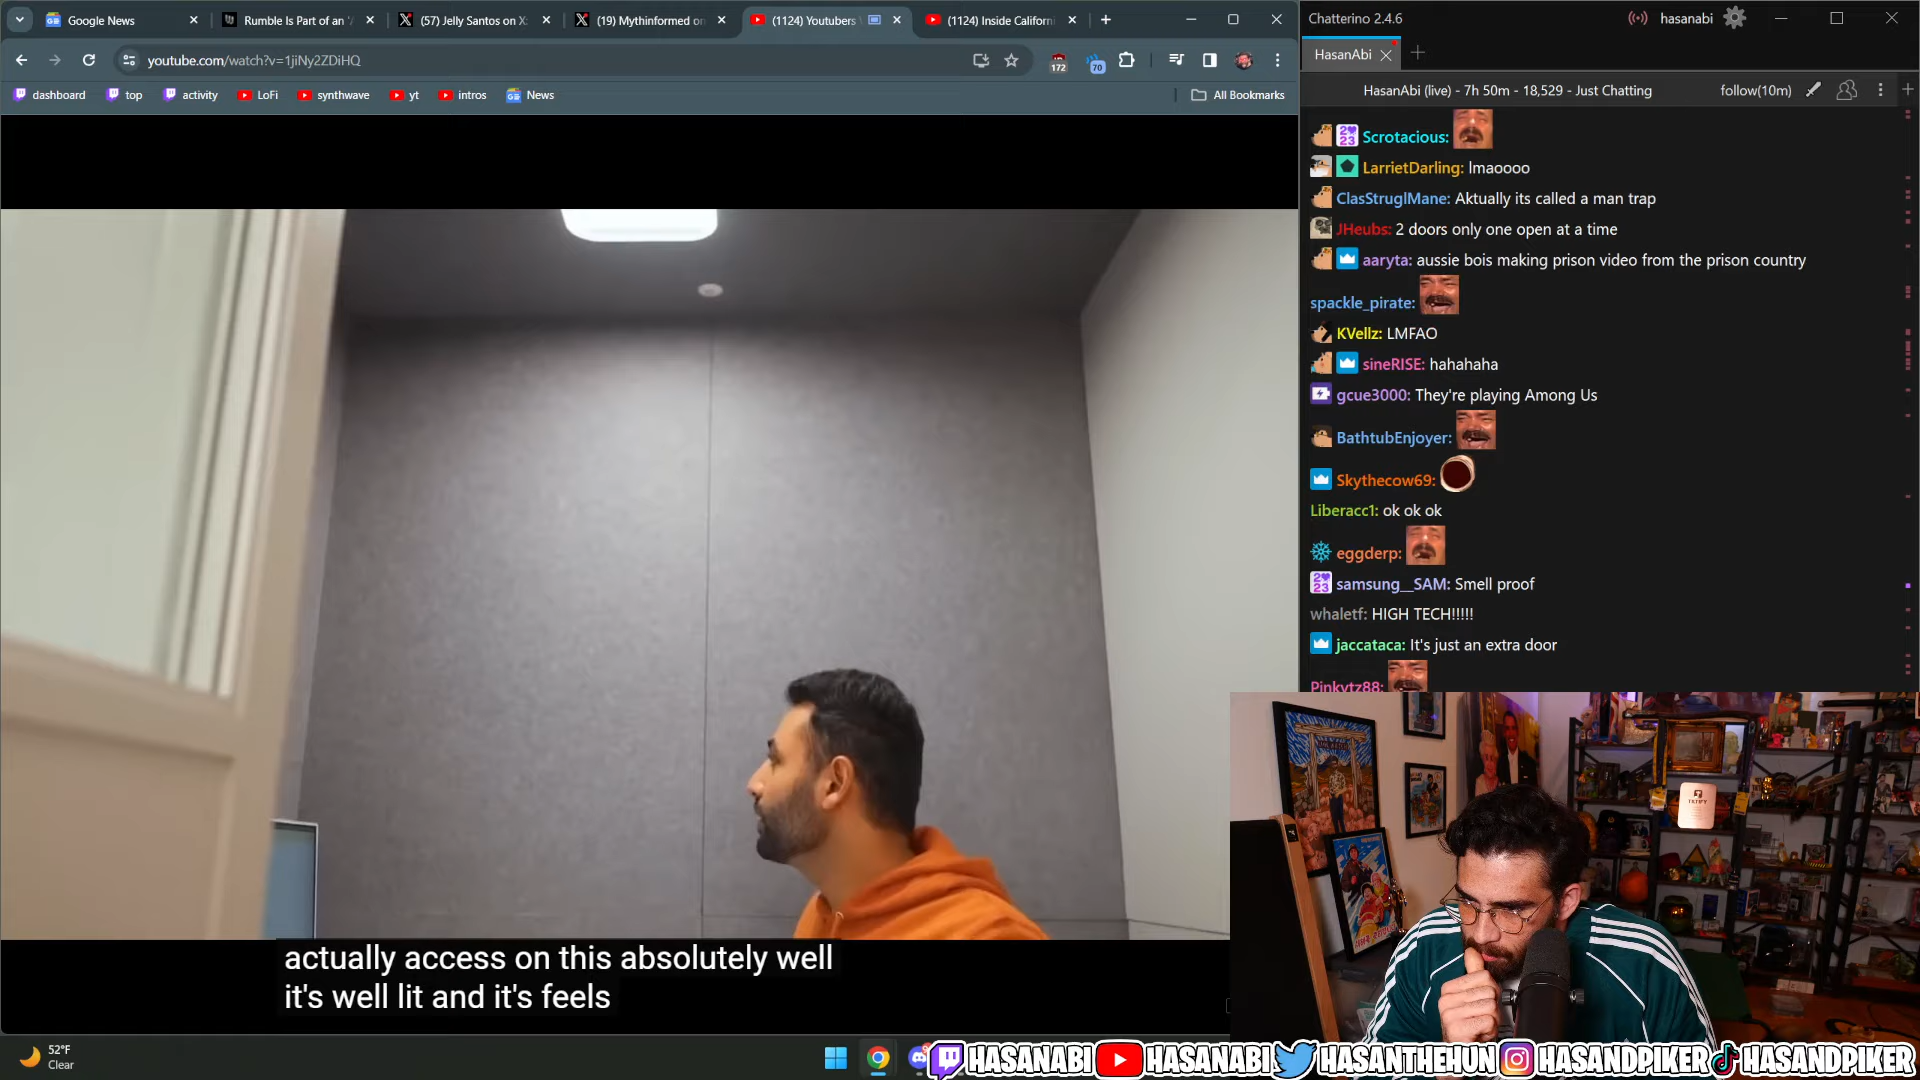 Google News
Rumble Is Part of an '
(57) Jelly Santos on X:
(19) Mythinformed on
(1124) Youtubers
(1124) Inside Californi
youtube.com/watch?v=1jiNy2ZDiHQ
172
70
dashboard
top
activity
LoFi
synthwave
yt
intros
News
All Bookmarks
actually access on this absolutely well
it's well lit and it's feels
52°F
Clear
Chatterino 2.4.6
hasanabi
HasanAbi
HasanAbi (live) - 7h 50m - 18,529 - Just Chatting
follow(10m)
Scrotacious:
LarrietDarling: lmaoooo
ClasStruglMane: Aktually its called a man trap
JHeubs: 2 doors only one open at a time
aaryta: aussie bois making prison video from the prison country
spackle_pirate:
KVellz: LMFAO
sineRISE: hahahaha
gcue3000: They're playing Among Us
BathtubEnjoyer:
Skythecow69:
Liberacc1: ok ok ok
eggderp:
samsung__SAM: Smell proof
whaletf: HIGH TECH!!!!!
jaccataca: It's just an extra door
Pinkytz88:
HASANABI
HASANABI
HASANTHEHUN
HASANDPIKER
HASANDPIKER